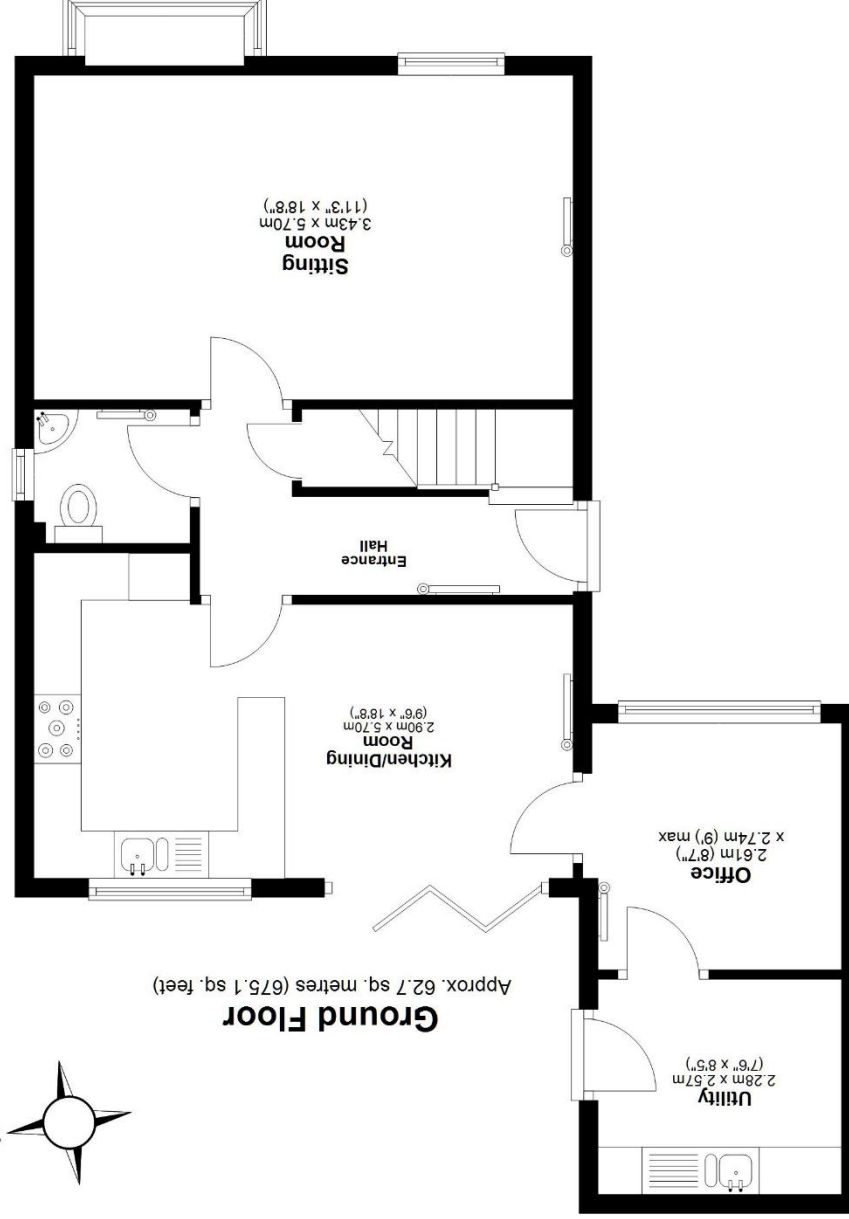 Ground Floor
Approx. 62.7 sq. metres (675.1 sq. feet)
Utility
2.28m x 2.57m
(7'6" x 8'5")
Office
2.61m (8'7")
x 2.74m (9') max
Kitchen/Dining
Room
2.90m x 5.70m
(9'6" x 18'8")
Entrance
Hall
Sitting
Room
3.43m x 5.70m
(11'3" x 18'8")